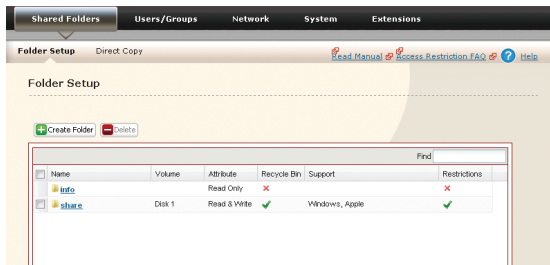 Shared Folders Users/Groups Network System Extensions
Folder Setup Direct Copy Read Manual Access Restriction FAQ ? Help
Folder Setup
Create Folder Delete
Find
Name Volume Attribute Recycle Bin Support Restrictions
info Read Only
share Disk 1 Read & Write Windows, Apple